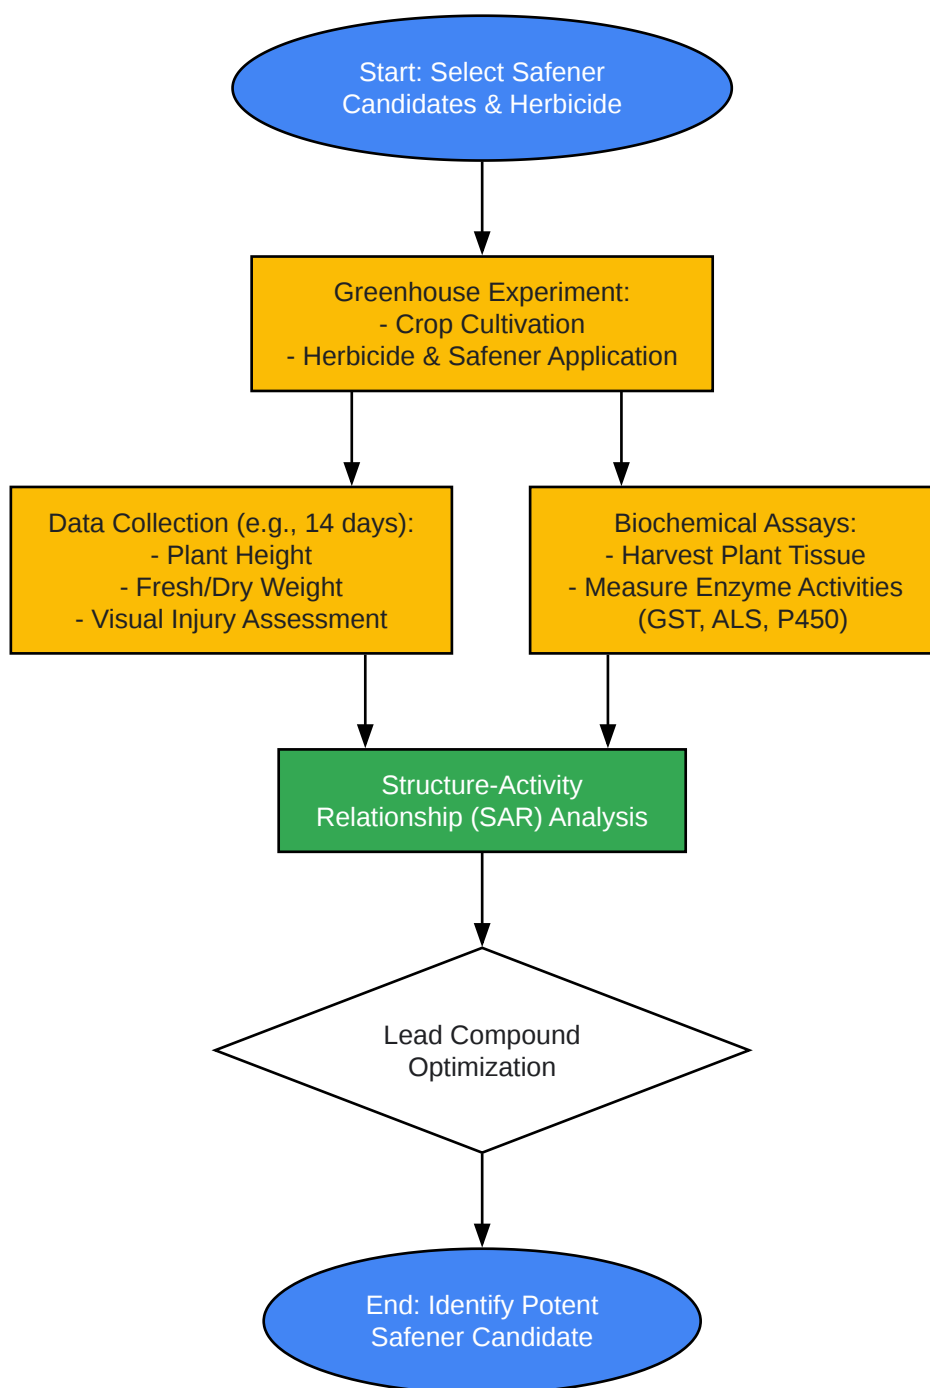 Start: Select Safener
Candidates & Herbicide
Greenhouse Experiment:
- Crop Cultivation
- Herbicide & Safener Application
Data Collection (e.g., 14 days):
- Plant Height
- Fresh/Dry Weight
- Visual Injury Assessment
Biochemical Assays:
- Harvest Plant Tissue
- Measure Enzyme Activities
(GST, ALS, P450)
Structure-Activity
Relationship (SAR) Analysis
Lead Compound
Optimization
End: Identify Potent
Safener Candidate